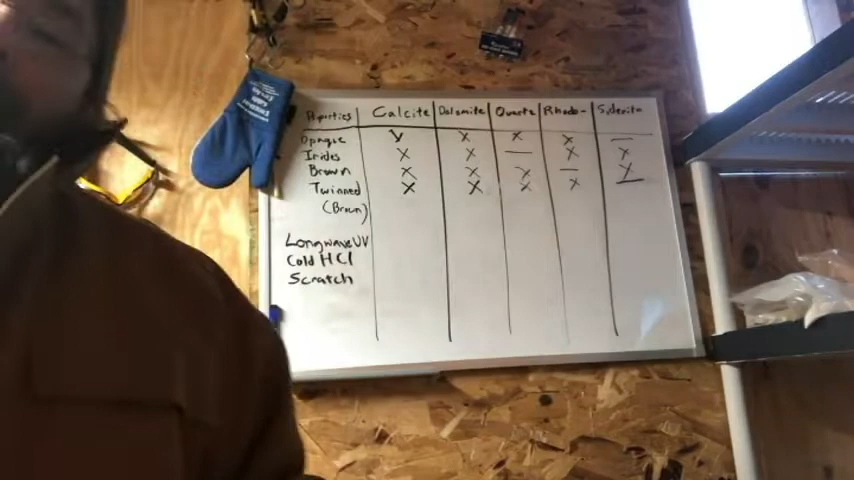 Properties Calcite Dolomite Quartz Rhodo- Siderite
Opaque X X X X —
Irides X X — X X
Brown X X X — X
Twinned X X X X —
(Brown)
Longwave UV
Cold HCl
Scratch